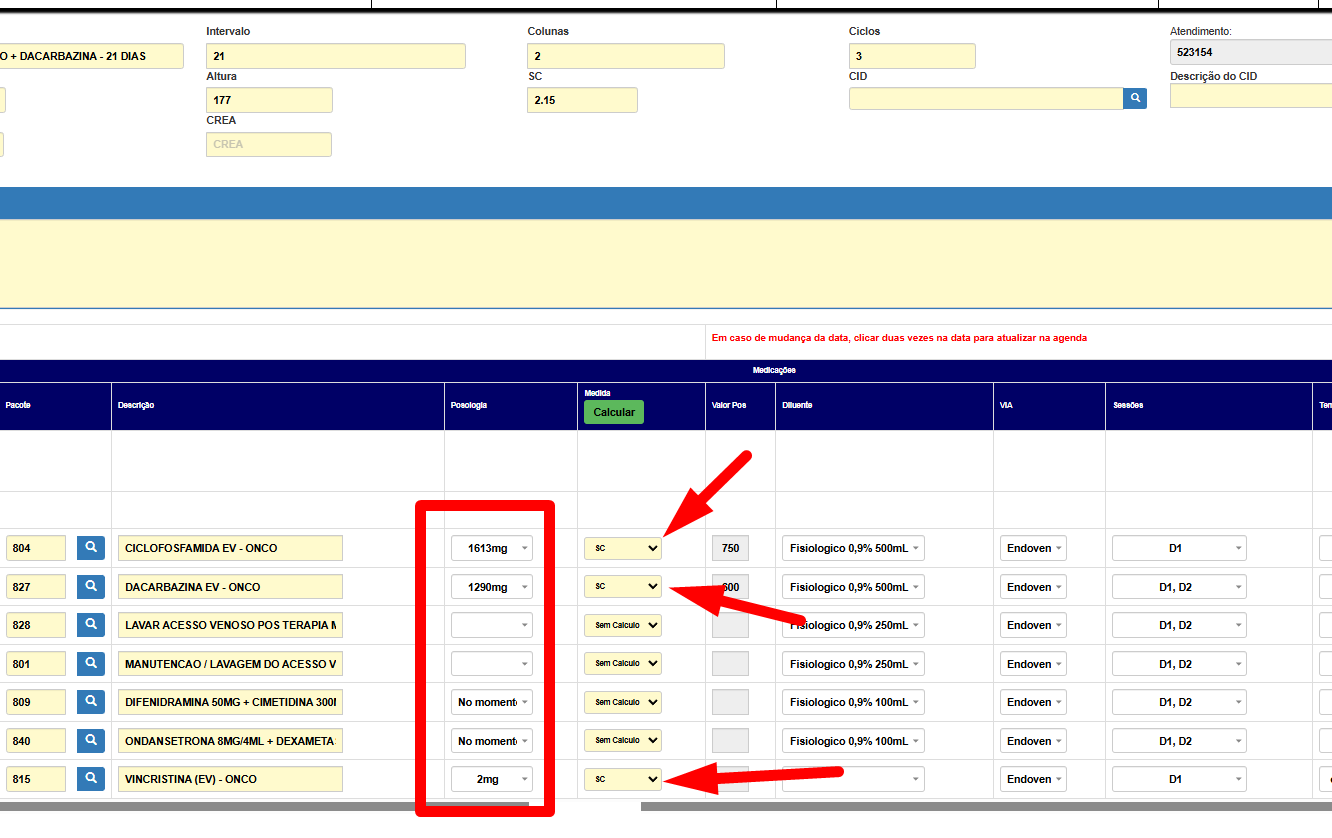 Intervalo Colunas Ciclos Atendimento:
O + DACARBAZINA - 21 DIAS 21 2 3 523154
Altura SC CID Descrição do CID
177 2.15
CREA
CREA
Em caso de mudança da data, clicar duas vezes na data para atualizar na agenda
Medicações
Pacote Descrição Posologia Medida Calcular Valor Pos Diluente VIA Sessões Tem
804 CICLOFOSFAMIDA EV - ONCO 1613mg SC 750 Fisiologico 0,9% 500mL Endoven D1
827 DACARBAZINA EV - ONCO 1290mg SC 600 Fisiologico 0,9% 500mL Endoven D1, D2
828 LAVAR ACESSO VENOSO POS TERAPIA M Sem Calculo Fisiologico 0,9% 250mL Endoven D1, D2
801 MANUTENCAO / LAVAGEM DO ACESSO V Sem Calculo Fisiologico 0,9% 250mL Endoven D1, D2
809 DIFENIDRAMINA 50MG + CIMETIDINA 300 No moment Sem Calculo Fisiologico 0,9% 100mL Endoven D1, D2
840 ONDANSETRONA 8MG/4ML + DEXAMETA No moment Sem Calculo Fisiologico 0,9% 100mL Endoven D1, D2
815 VINCRISTINA (EV) - ONCO 2mg SC Endoven D1